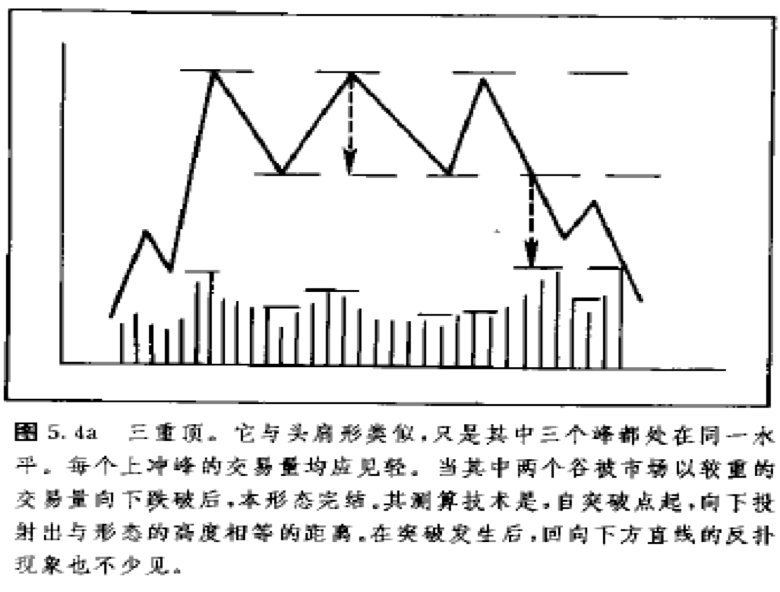 图 5.4a 三重顶。它与头肩形类似,只是其中三个峰都处在同一水
平。每个上冲峰的交易量均应见轻。当其中两个谷被市场以较重的
交易量向下跌破后,本形态完结。其测算技术是,自突破点起,向下投
射出与形态的高度相等的距离。在突破发生后,回向下方直线的反扑
现象也不少见。